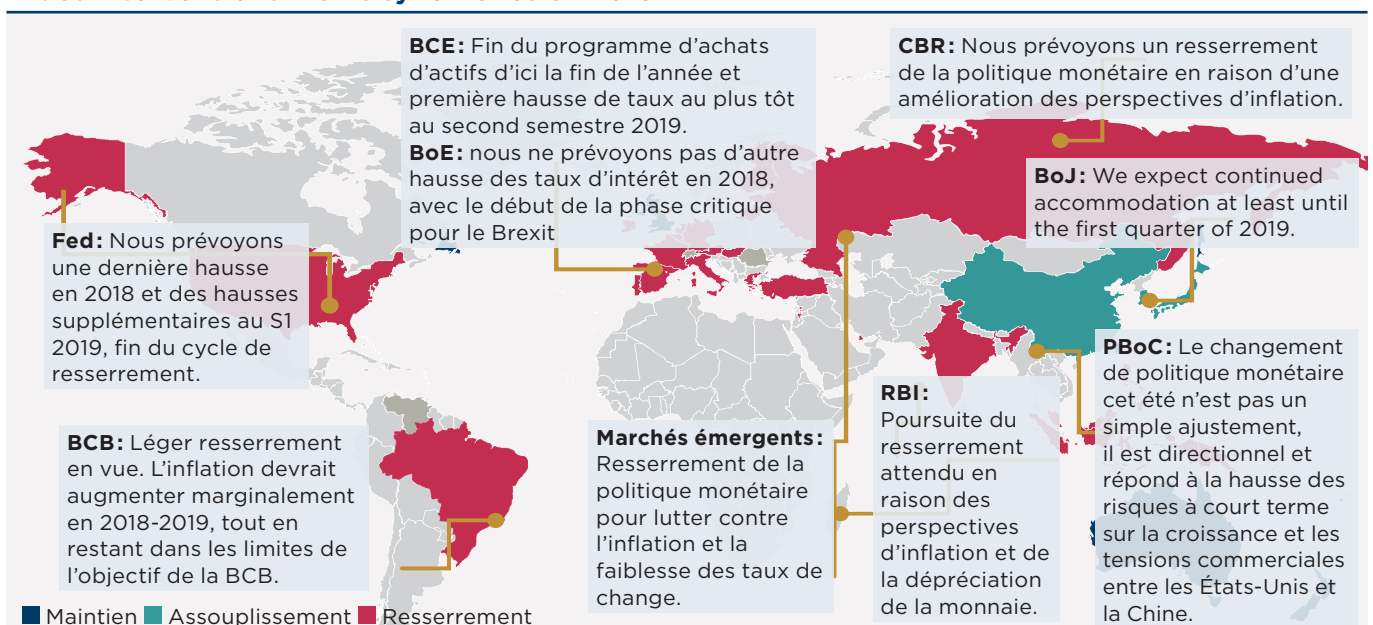 BCE: Fin du programme d'achats
d'actifs d'ici la fin de l'année et
première hausse de taux au plus tôt
au second semestre 2019.
BoE: nous ne prévoyons pas d'autre
hausse des taux d'intérêt en 2018,
avec le début de la phase critique
pour le Brexit
CBR: Nous prévoyons un resserrement
de la politique monétaire en raison d'une
amélioration des perspectives d'inflation.
BoJ: We expect continued
accommodation at least until
the first quarter of 2019.
Fed: Nous prévoyons
une dernière hausse
en 2018 et des hausses
supplémentaires au S1
2019, fin du cycle de
resserrement.
BCB: Léger resserrement
en vue. L'inflation devrait
augmenter marginalement
en 2018-2019, tout en
restant dans les limites de
l'objectif de la BCB.
Marchés émergents:
Resserrement de la
politique monétaire
pour lutter contre
l'inflation et la
faiblesse des taux de
change.
RBI:
Poursuite du
resserrement
attendu en
raison des
perspectives
d'inflation et de
la dépréciation
de la monnaie.
PBoC: Le changement
de politique monétaire
cet été n'est pas un
simple ajustement,
il est directionnel et
répond à la hausse des
risques à court terme
sur la croissance et les
tensions commerciales
entre les États-Unis et
la Chine.
Maintien Assouplissement Resserrement